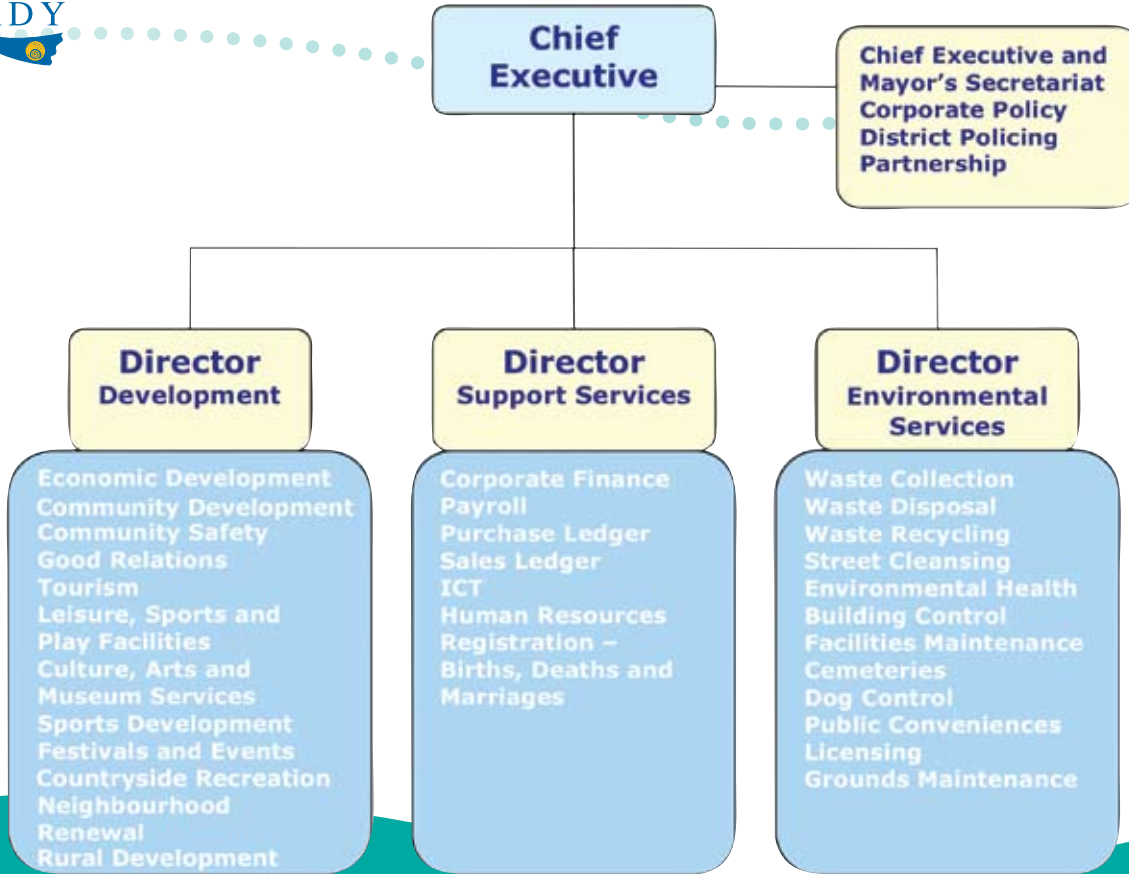 DY
Chief
Executive
Chief Executive and
Mayor's Secretariat
Corporate Policy
District Policing
Partnership
Director
Development
Director
Support Services
Director
Environmental
Services
Economic Development
Community Development
Community Safety
Good Relations
Tourism
Leisure, Sports and
Play Facilities
Culture, Arts and
Museum Services
Sports Development
Festivals and Events
Countryside Recreation
Neighbourhood
Renewal
Rural Development
Corporate Finance
Payroll
Purchase Ledger
Sales Ledger
ICT
Human Resources
Registration –
Births, Deaths and
Marriages
Waste Collection
Waste Disposal
Waste Recycling
Street Cleansing
Environmental Health
Building Control
Facilities Maintenance
Cemeteries
Dog Control
Public Conveniences
Licensing
Grounds Maintenance